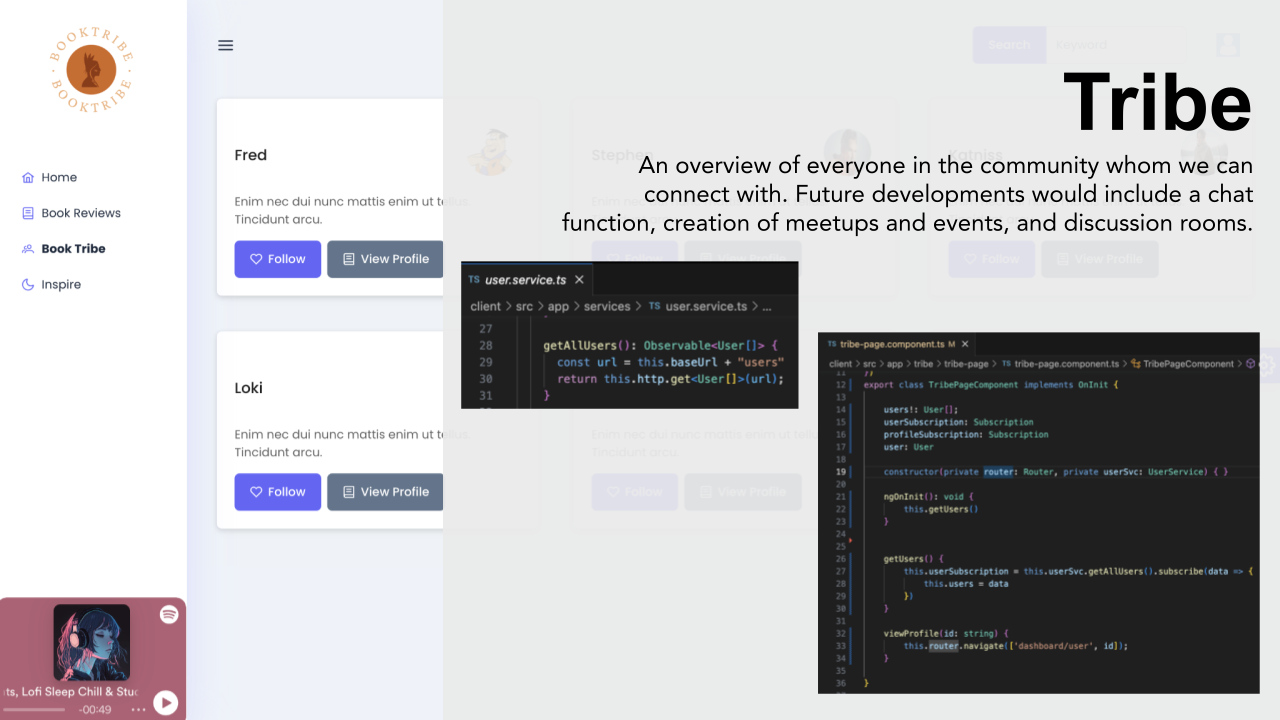 BOOKTRIBE
BOOKTRIBE
Home
Book Reviews
Book Tribe
Inspire
ts, Lofi Sleep Chill & Stud
-00:49
Search
Keyword
Fred
Enim nec dui nunc mattis enim ut tellus.
Tincidunt arcu.
Follow
View Profile
Stephen
Katniss
Follow
View Profile
Follow
View Profile
Loki
Enim nec dui nunc mattis enim ut tellus.
Tincidunt arcu.
Follow
View Profile
Enim nec dui nunc mattis enim ut tell
Tincidunt arcu.
Follow
View Profile
Tribe
An overview of everyone in the community whom we can
connect with. Future developments would include a chat
function, creation of meetups and events, and discussion rooms.
TS user.service.ts
client > src > app > services > TS user.service.ts > ...
27
28 getAllUsers(): Observable<User[]> {
29 const url = this.baseUrl + "users"
30 return this.http.get<User[]>(url);
31 }
TS tribe-page.component.ts M
client > src > app > tribe > tribe-page > TS tribe-page.component.ts > TribePageComponent >
11 })
12 export class TribePageComponent implements OnInit {
13
14 users!: User[];
15 userSubscription: Subscription
16 profileSubscription: Subscription
17 user: User
18
19 constructor(private router: Router, private userSvc: UserService) { }
20
21 ngOnInit(): void {
22 this.getUsers()
23 }
24
25
26 getUsers() {
27 this.userSubscription = this.userSvc.getAllUsers().subscribe(data => {
28 this.users = data
29 })
30 }
31
32 viewProfile(id: string) {
33 this.router.navigate(['dashboard/user', id]);
34 }
35
36 }